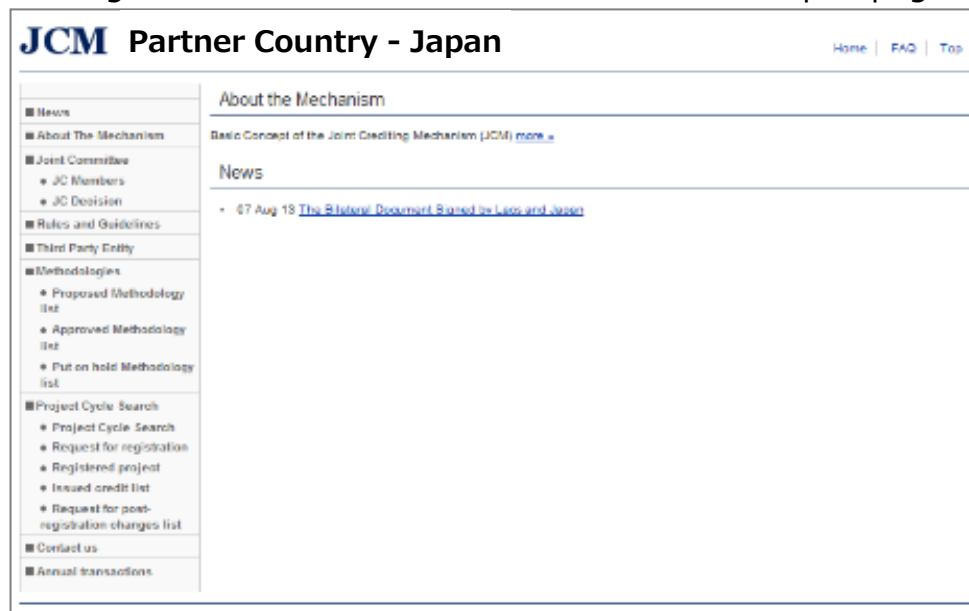 JCM Partner Country - Japan
Home | FAQ | Top
■ News
■ About The Mechanism
■ Joint Committee
● JC Members
● JC Decision
■ Rules and Guidelines
■ Third Party Entity
■ Methodologies
● Proposed Methodology
list
● Approved Methodology
list
● Put on hold Methodology
list
■ Project Cycle Search
● Project Cycle Search
● Request for registration
● Registered project
● Issued credit list
● Request for post-
registration changes list
■ Contact us
■ Annual transactions
About the Mechanism
Basic Concept of the Joint Crediting Mechanism (JCM) more »
News
• 07 Aug 13 The Bilateral Document Signed by Laos and Japan